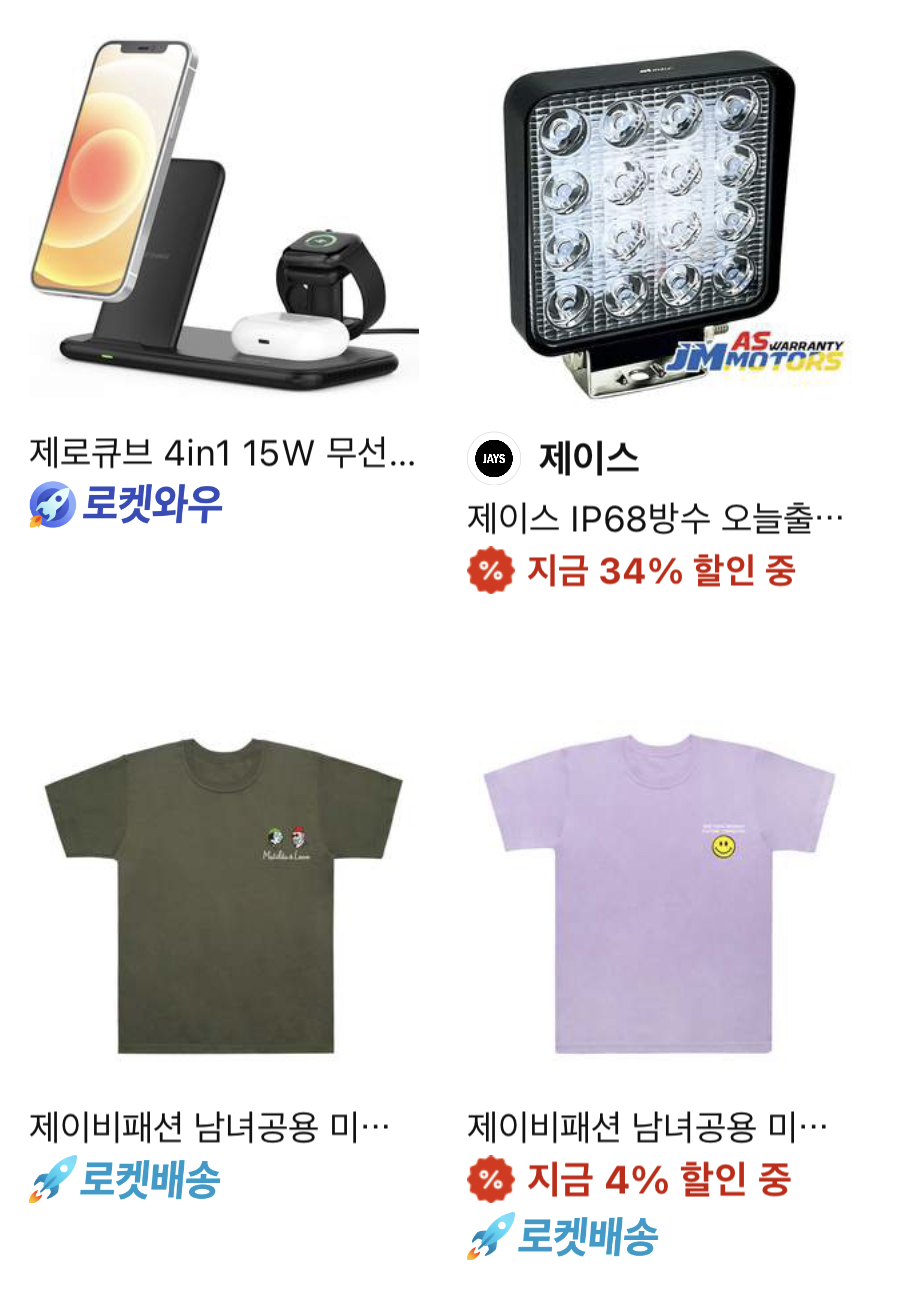 AS WARRANTY
JM MOTORS
제로큐브 4in1 15W 무선...
로켓와우
JAYS
제이스
제이스 IP68방수 오늘출…
% 지금 34% 할인 중
Mathilda & Leon
제이비패션 남녀공용 미…
로켓배송
제이비패션 남녀공용 미…
% 지금 4% 할인 중
로켓배송